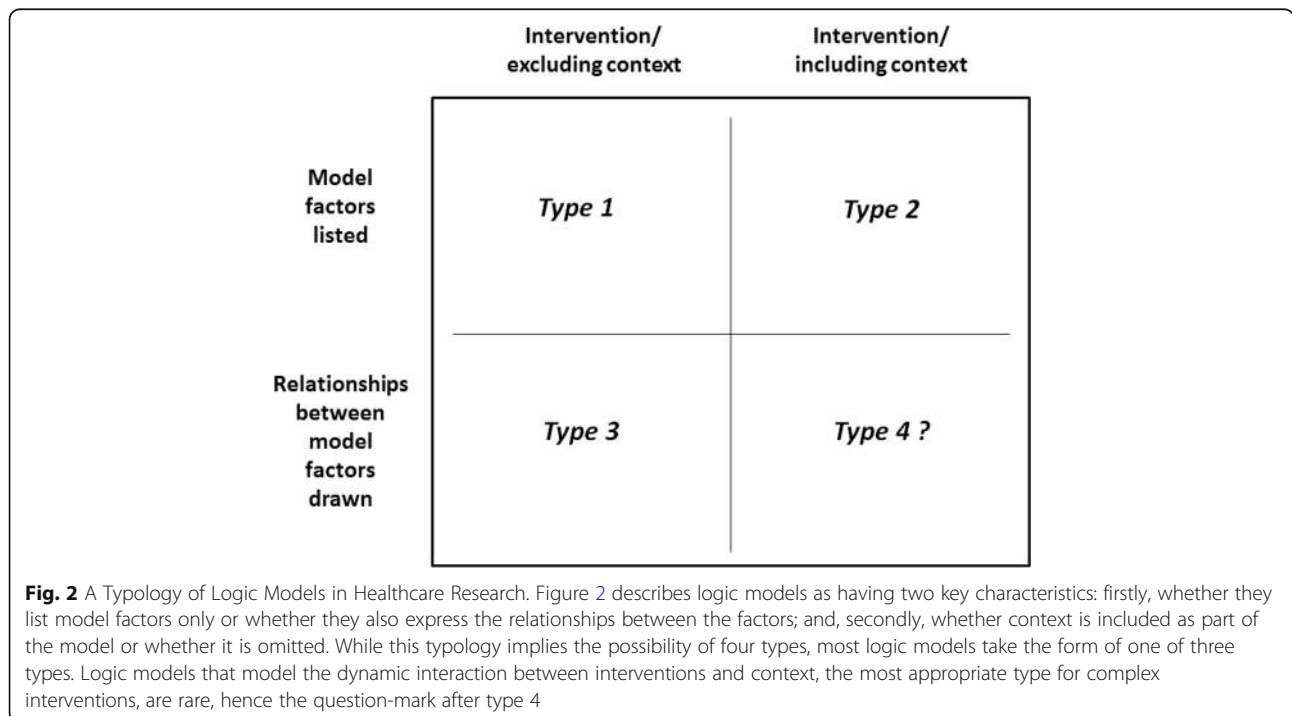 Intervention/
excluding context
Intervention/
including context
Model
factors
listed
Type 1
Type 2
Relationships
between
model
factors
drawn
Type 3
Type 4 ?
Fig. 2 A Typology of Logic Models in Healthcare Research. Figure 2 describes logic models as having two key characteristics: firstly, whether they
list model factors only or whether they also express the relationships between the factors; and, secondly, whether context is included as part of
the model or whether it is omitted. While this typology implies the possibility of four types, most logic models take the form of one of three
types. Logic models that model the dynamic interaction between interventions and context, the most appropriate type for complex
interventions, are rare, hence the question-mark after type 4